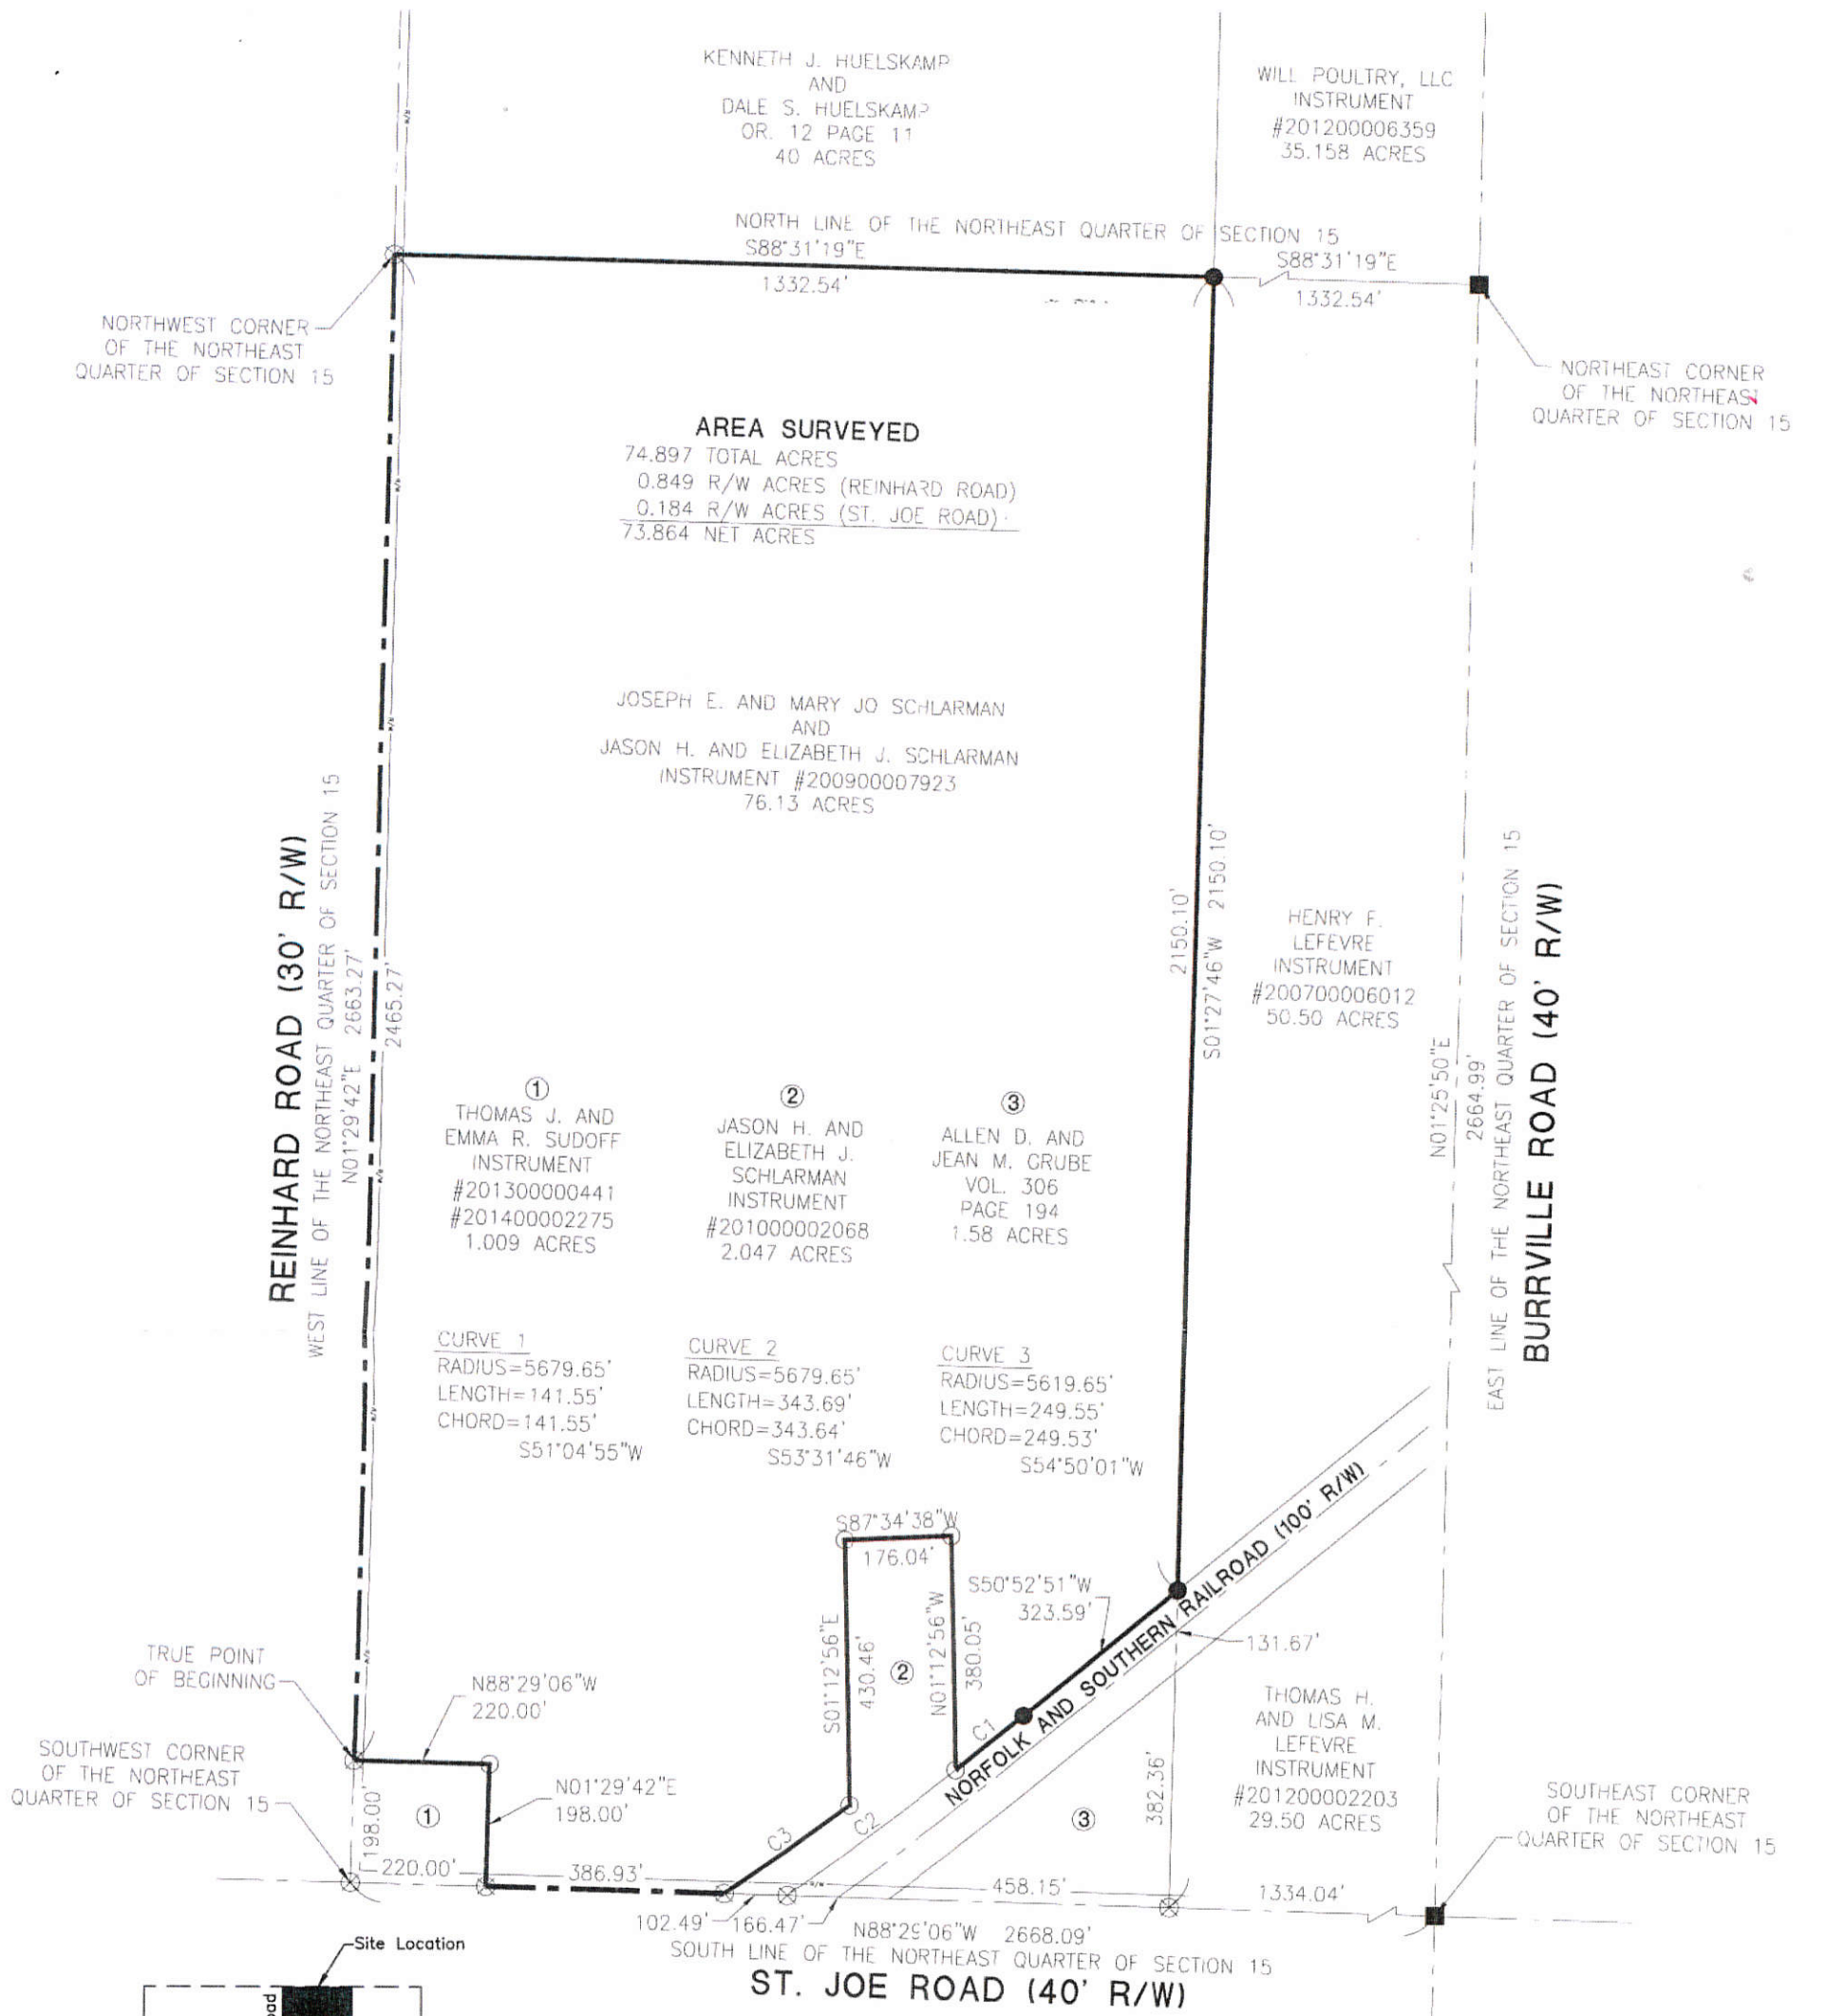 KENNETH J. HUELSKAMP
AND
DALE S. HUELSKAMP
OR. 12 PAGE 11
40 ACRES
WILL POULTRY, LLC
INSTRUMENT
#201200006359
35.158 ACRES
NORTH LINE OF THE NORTHEAST QUARTER OF SECTION 15
S88°31'19"E
1332.54'
S88°31'19"E
1332.54'
NORTHWEST CORNER
OF THE NORTHEAST
QUARTER OF SECTION 15
NORTHEAST CORNER
OF THE NORTHEAST
QUARTER OF SECTION 15
AREA SURVEYED
74.897 TOTAL ACRES
0.849 R/W ACRES (REINHARD ROAD)
0.184 R/W ACRES (ST. JOE ROAD)
73.864 NET ACRES
JOSEPH E. AND MARY JO SCHLARMAN
AND
JASON H. AND ELIZABETH J. SCHLARMAN
INSTRUMENT #200900007923
76.13 ACRES
REINHARD ROAD (30' R/W)
WEST LINE OF THE NORTHEAST QUARTER OF SECTION 15
N01°29'42"E 2663.27'
2465.27'
2150.10'
S01°27'46"W 2150.10'
HENRY F.
LEFEVRE
INSTRUMENT
#200700006012
50.50 ACRES
N01°25'50"E
2664.99'
EAST LINE OF THE NORTHEAST QUARTER OF SECTION 15
BURRVILLE ROAD (40' R/W)
1
THOMAS J. AND
EMMA R. SUDOFF
INSTRUMENT
#201300000441
#201400002275
1.009 ACRES
2
JASON H. AND
ELIZABETH J.
SCHLARMAN
INSTRUMENT
#201000002068
2.047 ACRES
3
ALLEN D. AND
JEAN M. GRUBE
VOL. 306
PAGE 194
1.58 ACRES
CURVE 1
RADIUS=5679.65'
LENGTH=141.55'
CHORD=141.55'
S51°04'55"W
CURVE 2
RADIUS=5679.65'
LENGTH=343.69'
CHORD=343.64'
S53°31'46"W
CURVE 3
RADIUS=5619.65'
LENGTH=249.55'
CHORD=249.53'
S54°50'01"W
S87°34'38"W
176.04'
S01°12'56"E
430.46'
2
N01°12'56"W
380.05'
S50°52'51"W
323.59'
NORFOLK AND SOUTHERN RAILROAD (100' R/W)
131.67'
C1
C2
C3
TRUE POINT
OF BEGINNING
N88°29'06"W
220.00'
SOUTHWEST CORNER
OF THE NORTHEAST
QUARTER OF SECTION 15
198.00'
1
N01°29'42"E
198.00'
220.00'
386.93'
3
382.36'
THOMAS H.
AND LISA M.
LEFEVRE
INSTRUMENT
#201200002203
29.50 ACRES
SOUTHEAST CORNER
OF THE NORTHEAST
QUARTER OF SECTION 15
458.15'
1334.04'
102.49'
166.47'
N88°29'06"W 2668.09'
SOUTH LINE OF THE NORTHEAST QUARTER OF SECTION 15
ST. JOE ROAD (40' R/W)
Site Location